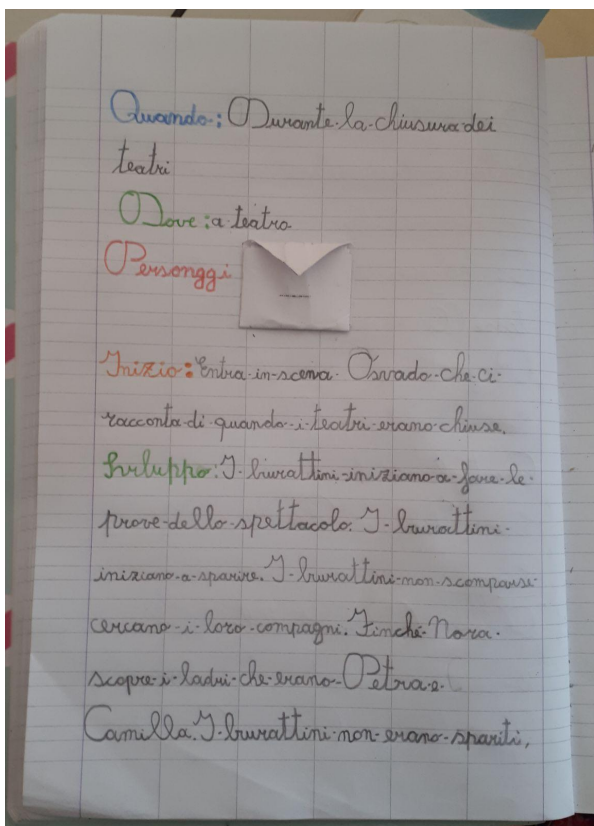 Quando: Durante la chiusura dei
teatri
Dove: a teatro
Personggi
Inizio: Entra in scena Osvado che ci
racconta di quando i teatri erano chiuse.
Sviluppo: I burattini iniziano a fare le
prove dello spettacolo. I burattini
iniziano a sparire. I burattini non scomparsi
cercano i loro compagni. Finché Nora
scopre i ladri che erano Petra e
Camilla. I burattini non erano spariti,